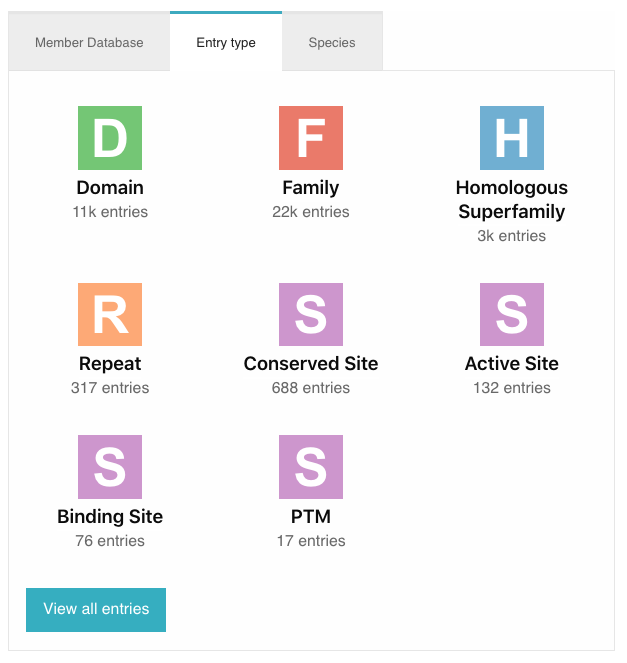 Member Database
Entry type
Species
D
F
H
Domain
Family
Homologous
Superfamily
11k entries
22k entries
3k entries
R
S
S
Repeat
Conserved Site
Active Site
317 entries
688 entries
132 entries
S
S
Binding Site
PTM
76 entries
17 entries
View all entries